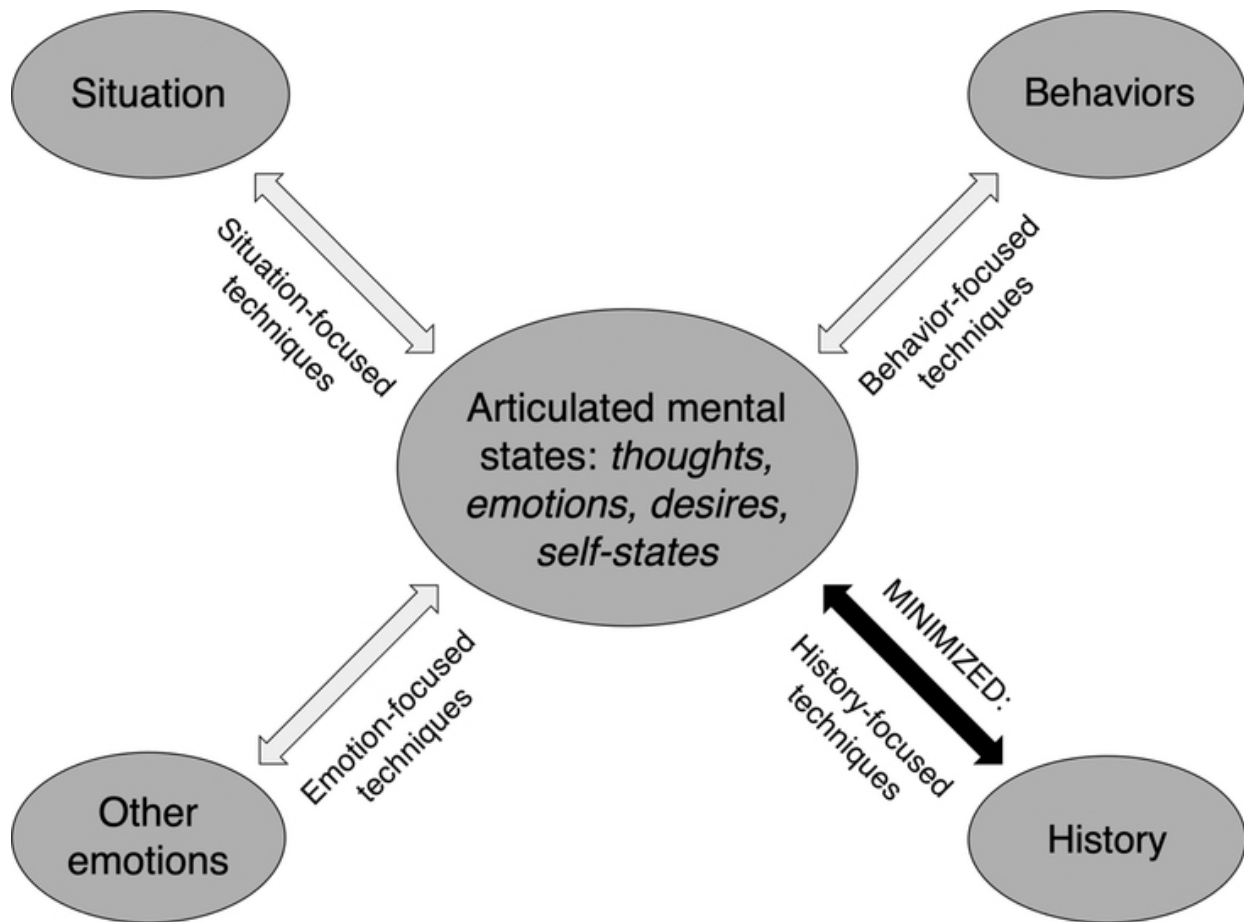 Situation
Behaviors
Situation-focused
techniques
Behavior-focused
techniques
Articulated mental
states: thoughts,
emotions, desires,
self-states
Emotion-focused
techniques
MINIMIZED:
History-focused
techniques
Other
emotions
History